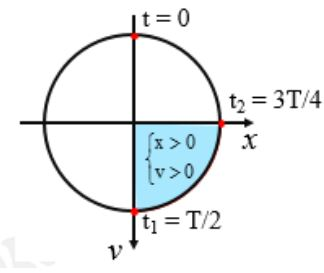 t = 0
t₂ = 3T/4
x
{x > 0
v > 0
t₁ = T/2
v